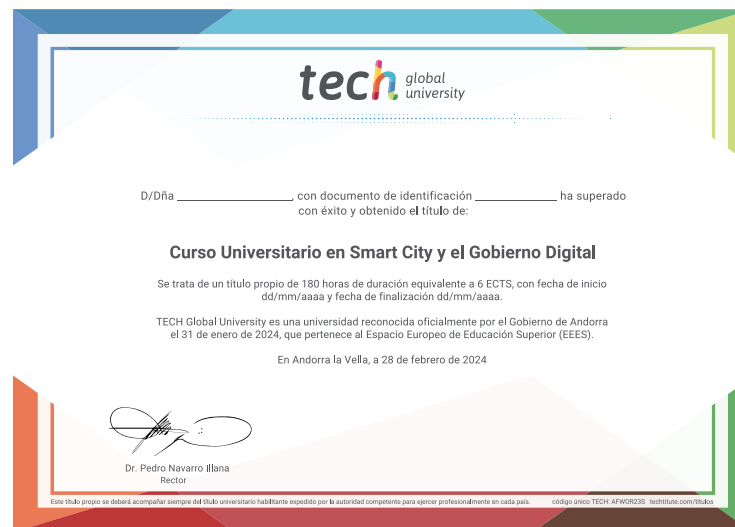 tech global university
D/Dña ____________________, con documento de identificación ______________ ha superado
con éxito y obtenido el título de:
Curso Universitario en Smart City y el Gobierno Digital
Se trata de un título propio de 180 horas de duración equivalente a 6 ECTS, con fecha de inicio
dd/mm/aaaa y fecha de finalización dd/mm/aaaa.
TECH Global University es una universidad reconocida oficialmente por el Gobierno de Andorra
el 31 de enero de 2024, que pertenece al Espacio Europeo de Educación Superior (EEES).
En Andorra la Vella, a 28 de febrero de 2024
Dr. Pedro Navarro Illana
Rector
Este título propio se deberá acompañar siempre del título universitario habilitante expedido por la autoridad competente para ejercer profesionalmente en cada país. código único TECH: AFWOR23S techtitute.com/titulos